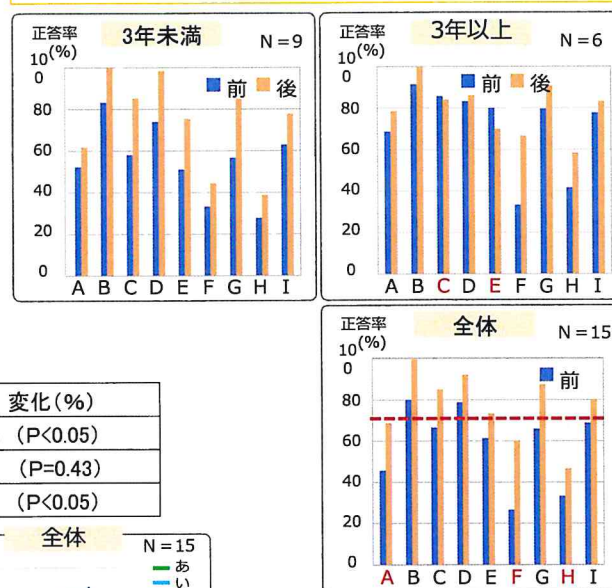 正答率
10(%)
0
3年未満
N=9
前 後
80
60
40
20
0
A B C D E F G H I
正答率
10(%)
0
3年以上
N=6
前 後
80
60
40
20
0
A B C D E F G H I
正答率
10(%)
0
全体
N=15
前
80
60
40
20
0
A B C D E F G H I
変化(%)
(P<0.05)
(P=0.43)
(P<0.05)
全体
N=15
あ
い